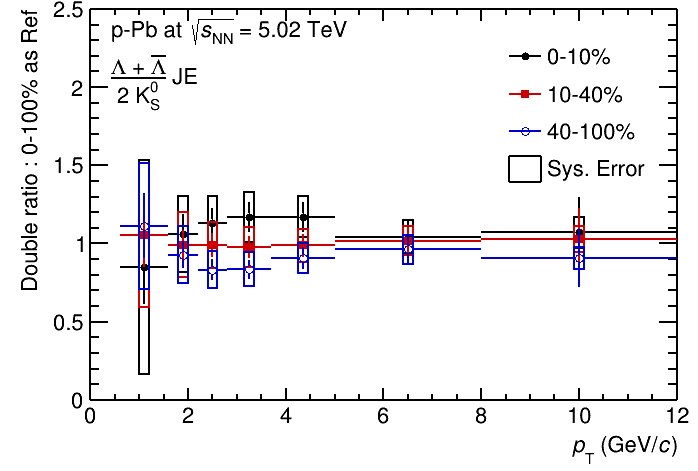 Double ratio : 0-100% as Ref
p-Pb at √sNN = 5.02 TeV
Λ + Λ̅
2 K0S
JE
0-10%
10-40%
40-100%
Sys. Error
2.5
2
1.5
1
0.5
0
0 2 4 6 8 10 12
pT (GeV/c)